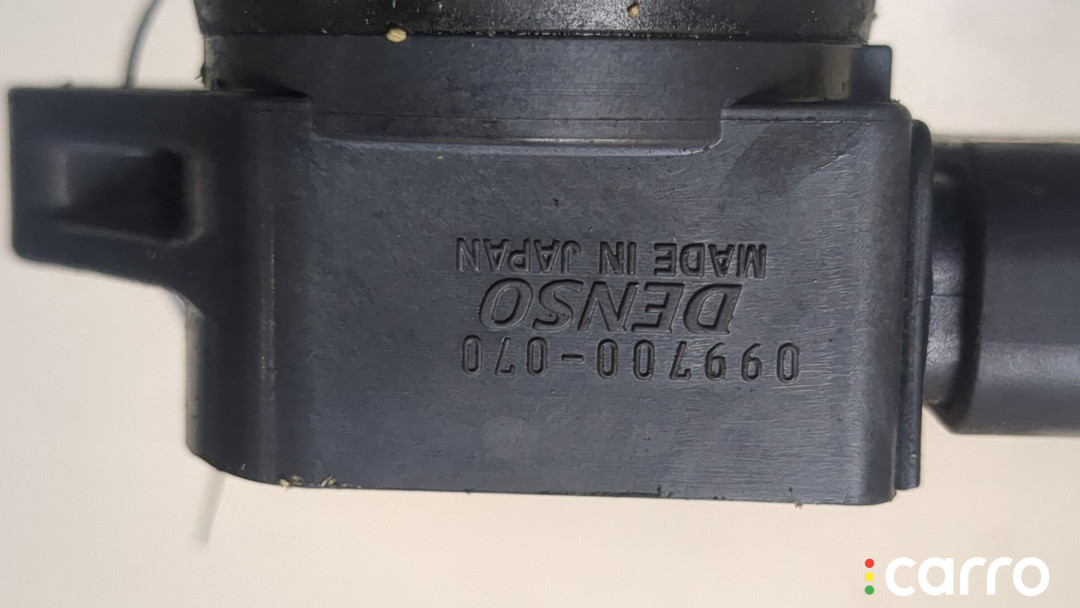 099700-070
DENSO
MADE IN JAPAN
carro